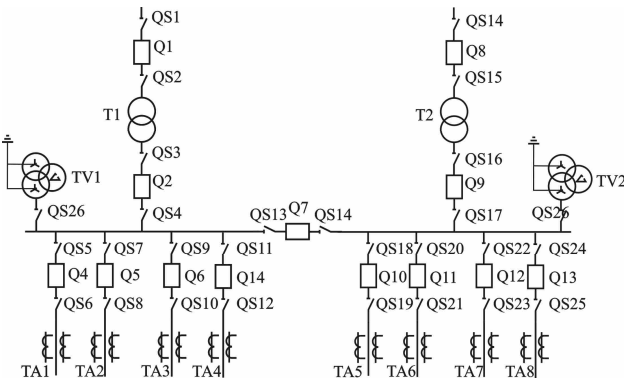 QS1 QS14
Q1 Q8
QS2 QS15
T1 T2
QS3 QS16
TV1 Q2 Q9 TV2
QS26 QS4 QS13 Q7 QS14 QS17 QS26
QS5 QS7 QS9 QS11 QS18 QS20 QS22 QS24
Q4 Q5 Q6 Q14 Q10 Q11 Q12 Q13
QS6 QS8 QS10 QS12 QS19 QS21 QS23 QS25
TA1 TA2 TA3 TA4 TA5 TA6 TA7 TA8